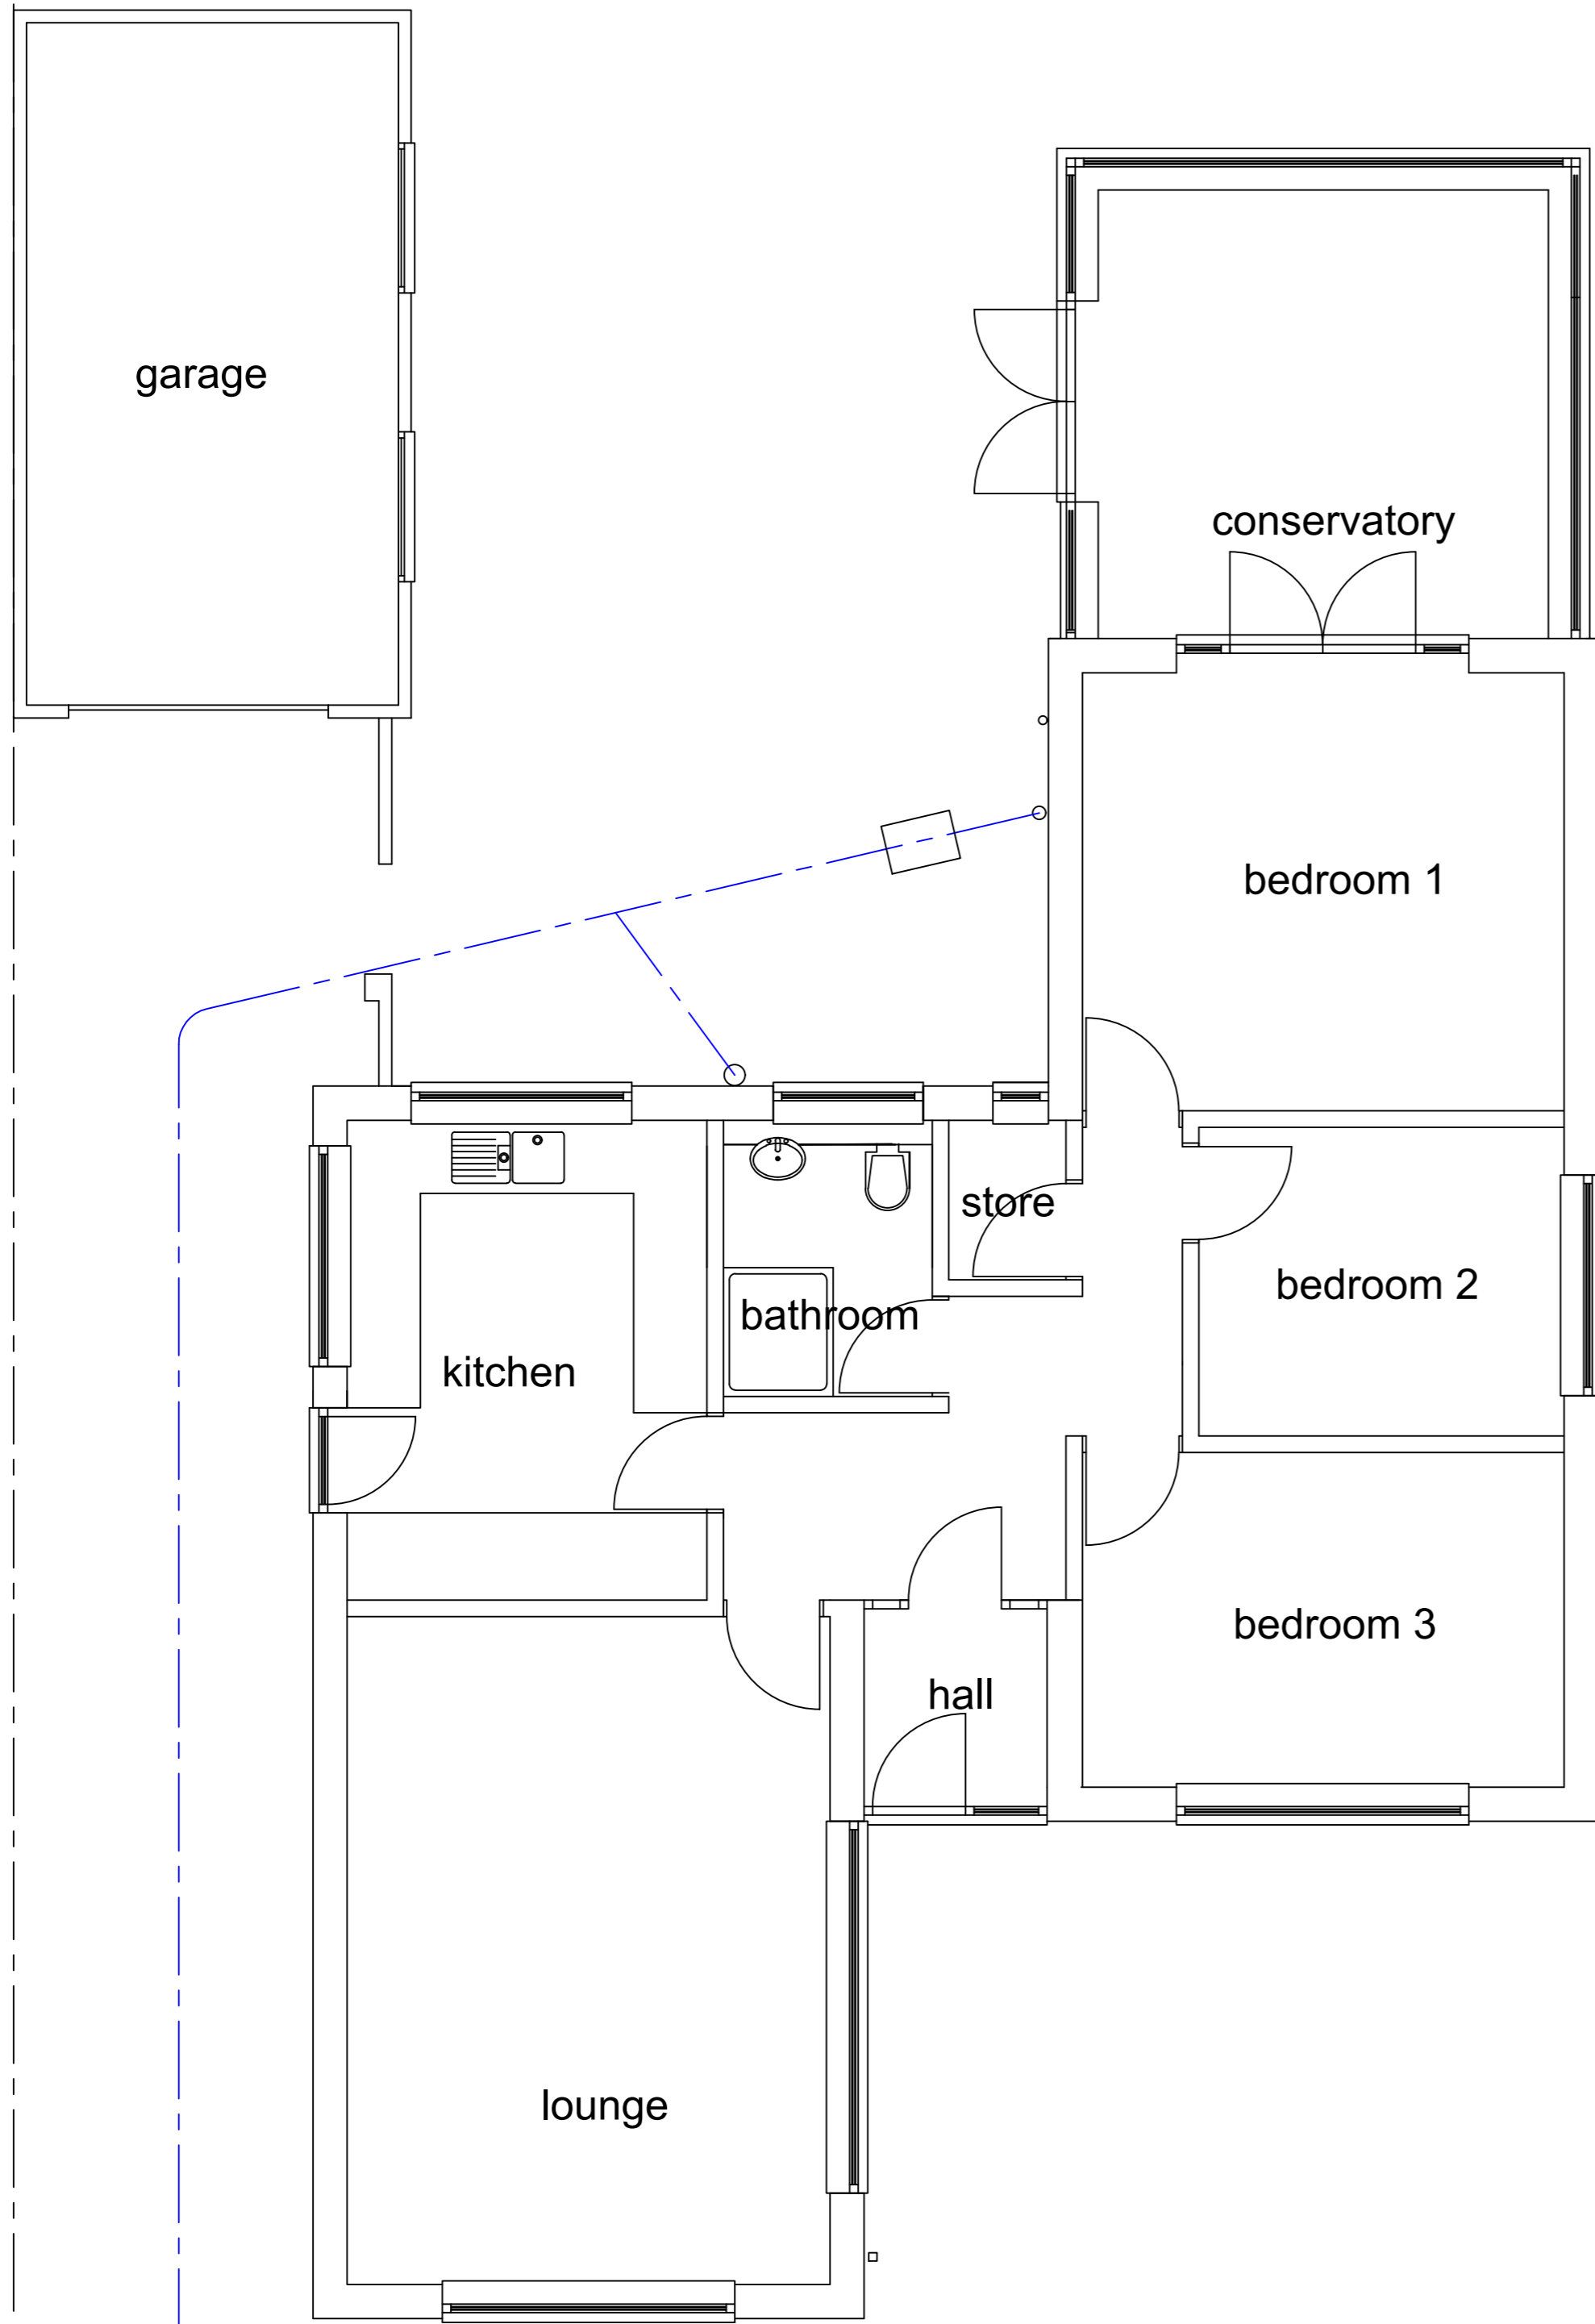 garage
conservatory
bedroom 1
store
bedroom 2
bathroom
kitchen
bedroom 3
hall
lounge